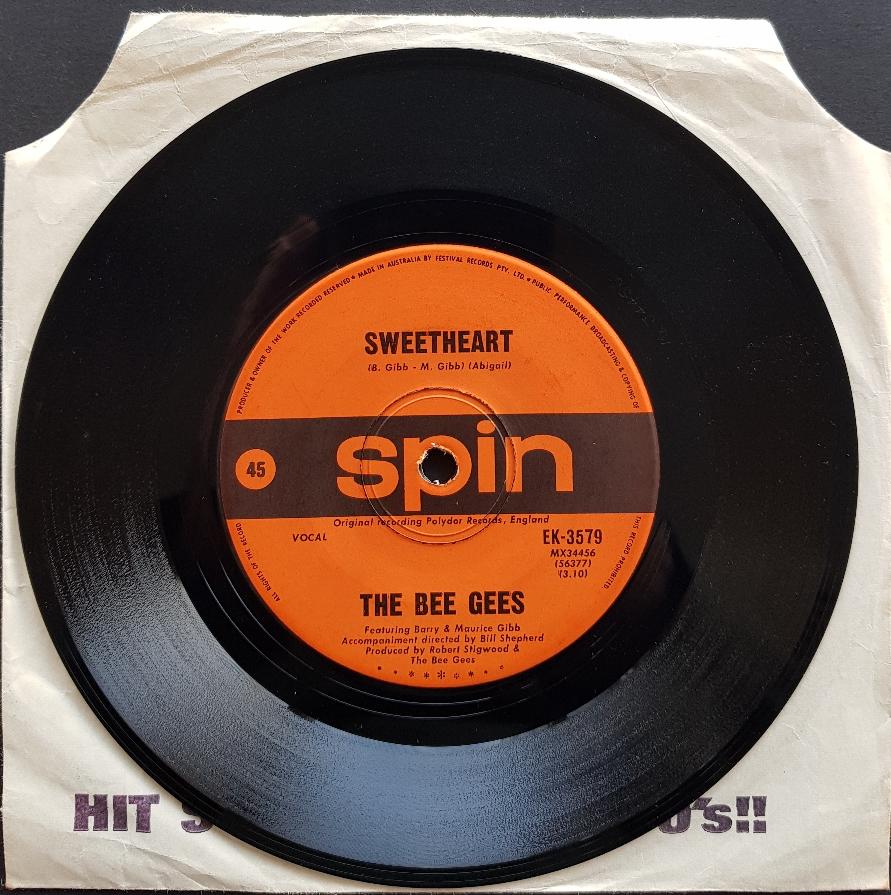 PRODUCER & OWNER OF THE WORK RECORDED RESERVED ★ MADE IN AUSTRALIA BY FESTIVAL RECORDS PTY. LTD. ★ PUBLIC PERFORMANCE BROADCASTING & COPYING OF
SWEETHEART
(B. Gibb - M. Gibb) (Abigail)
45
spin
Original recording Polydor Records, England
VOCAL
EK-3579
MX34456
(56377)
(3.10)
ALL RIGHTS OF THE RECORD
THIS RECORD PROHIBITED
THE BEE GEES
Featuring Barry & Maurice Gibb
Accompaniment directed by Bill Shepherd
Produced by Robert Stigwood &
The Bee Gees
HIT